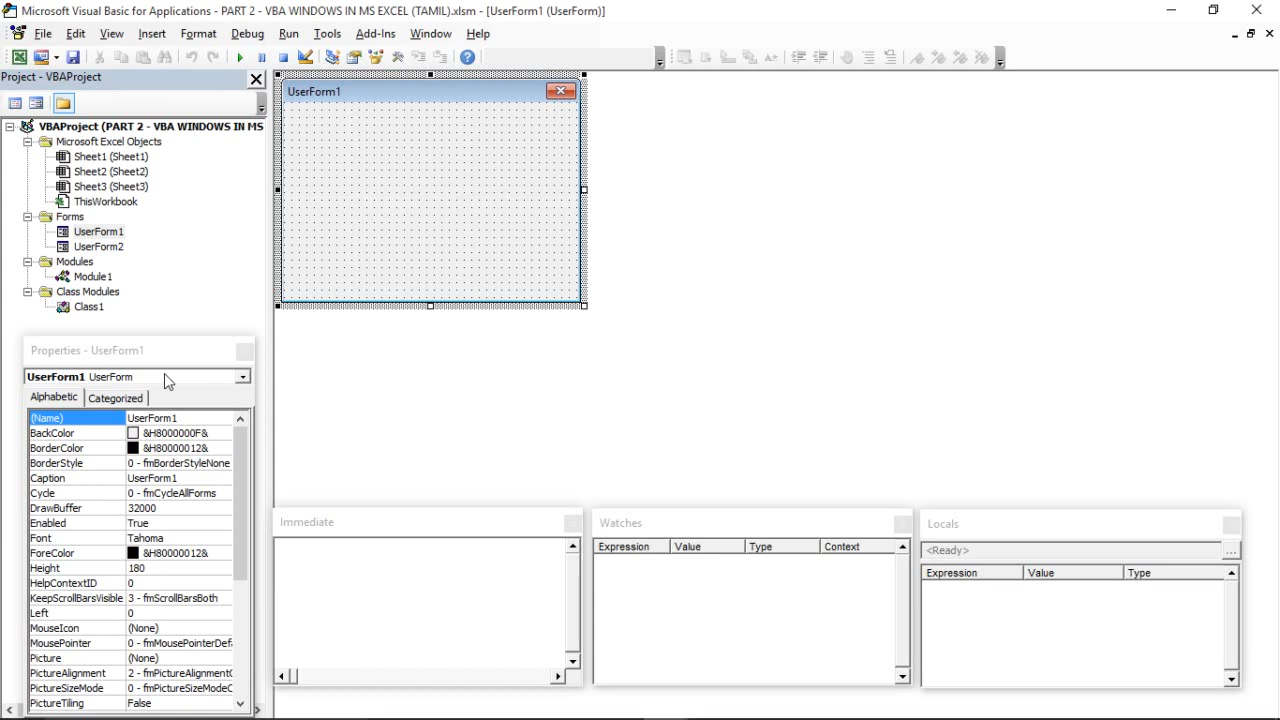 Microsoft Visual Basic for Applications - PART 2 - VBA WINDOWS IN MS EXCEL (TAMIL).xlsm - [UserForm1 (UserForm)]
File Edit View Insert Format Debug Run Tools Add-Ins Window Help
Project - VBAProject
VBAProject (PART 2 - VBA WINDOWS IN MS
Microsoft Excel Objects
Sheet1 (Sheet1)
Sheet2 (Sheet2)
Sheet3 (Sheet3)
ThisWorkbook
Forms
UserForm1
UserForm2
Modules
Module1
Class Modules
Class1
UserForm1
Properties - UserForm1
UserForm1 UserForm
Alphabetic Categorized
(Name) UserForm1
BackColor &H8000000F&
BorderColor &H80000012&
BorderStyle 0 - fmBorderStyleNone
Caption UserForm1
Cycle 0 - fmCycleAllForms
DrawBuffer 32000
Enabled True
Font Tahoma
ForeColor &H80000012&
Height 180
HelpContextID 0
KeepScrollBarsVisible 3 - fmScrollBarsBoth
Left 0
MouseIcon (None)
MousePointer 0 - fmMousePointerDef
Picture (None)
PictureAlignment 2 - fmPictureAlignment
PictureSizeMode 0 - fmPictureSizeMode
PictureTiling False
Immediate
Watches
Expression Value Type Context
Locals
<Ready>
...
Expression Value Type